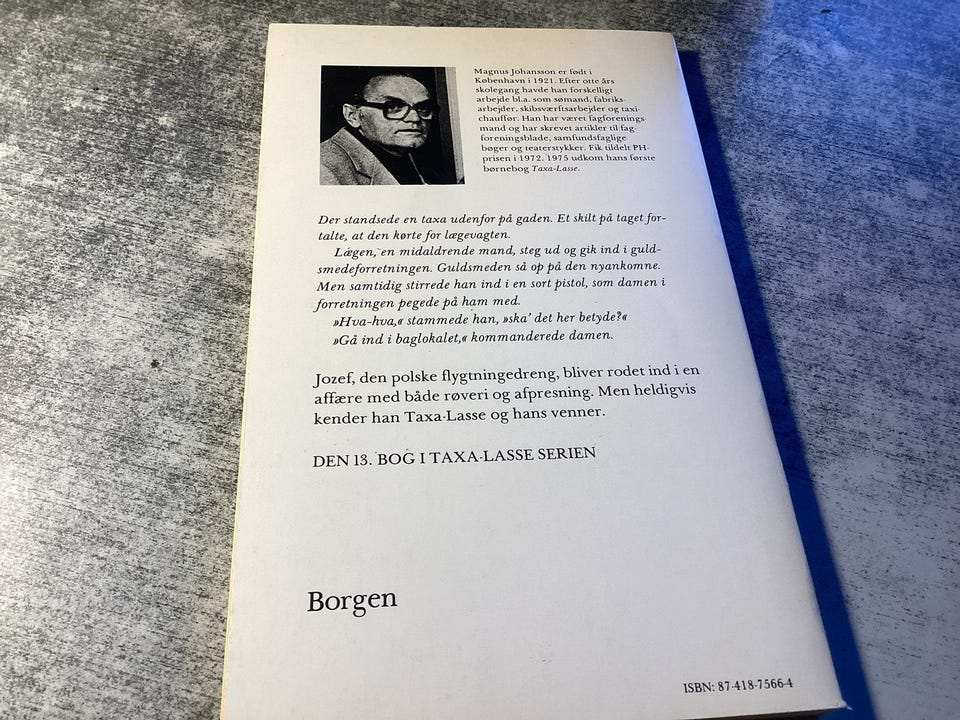 Magnus Johansson er født i
København i 1921. Efter otte års
skolegang havde han forskelligt
arbejde bl.a. som sømand, fabriks-
arbejder, skibsværftsarbejder og taxi-
chauffør. Han har været fagforenings-
mand og har skrevet artikler til fag-
foreningsblade, samfundsfaglige
bøger og teaterstykker. Fik tildelt PH-
prisen i 1972. 1975 udkom hans første
børnebog Taxa-Lasse.
Der standsede en taxa udenfor på gaden. Et skilt på taget for-
talte, at den kørte for lægevagten.
Lægen, en midaldrende mand, steg ud og gik ind i guld-
smedeforretningen. Guldsmeden så op på den nyankomne.
Men samtidig stirrede han ind i en sort pistol, som damen i
forretningen pegede på ham med.
»Hva-hva,« stammede han, »ska' det her betyde?«
»Gå ind i baglokalet,« kommanderede damen.
Jozef, den polske flygtningedreng, bliver rodet ind i en
affære med både røveri og afpresning. Men heldigvis
kender han Taxa-Lasse og hans venner.
DEN 13. BOG I TAXA-LASSE SERIEN
Borgen
ISBN: 87-418-7566-4